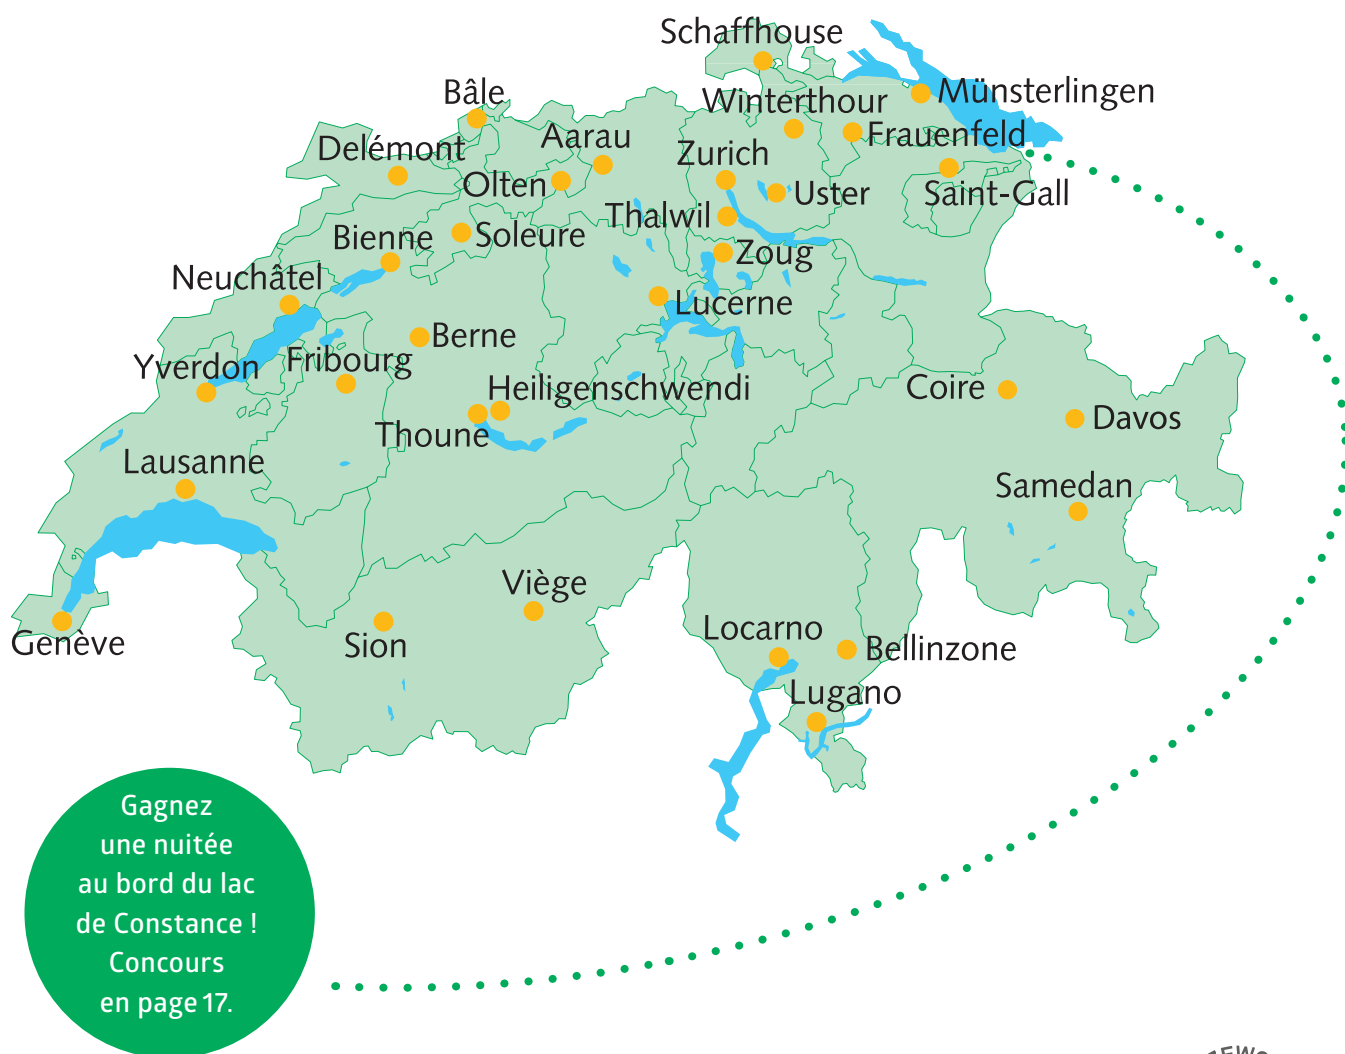 Schaffhouse
Bâle
Münsterlingen
Winterthour
Aarau
Frauenfeld
Delémont
Zurich
Olten
Uster
Saint-Gall
Thalwil
Bienne
Soleure
Zoug
Neuchâtel
Lucerne
Berne
Yverdon
Fribourg
Heiligenschwendi
Coire
Davos
Thoune
Lausanne
Samedan
Viège
Genève
Sion
Locarno
Bellinzone
Lugano
Gagnez
une nuitée
au bord du lac
de Constance !
Concours
en page 17.